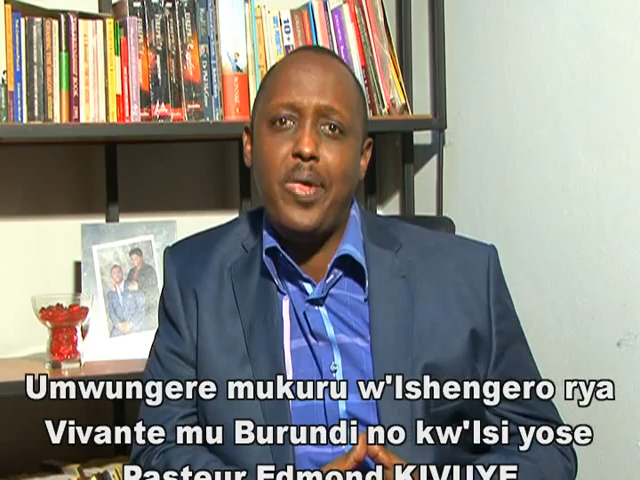 Umwungere mukuru w'Ishengero rya
Vivante mu Burundi no kw'Isi yose
Pasteur Edmond KIVUYE